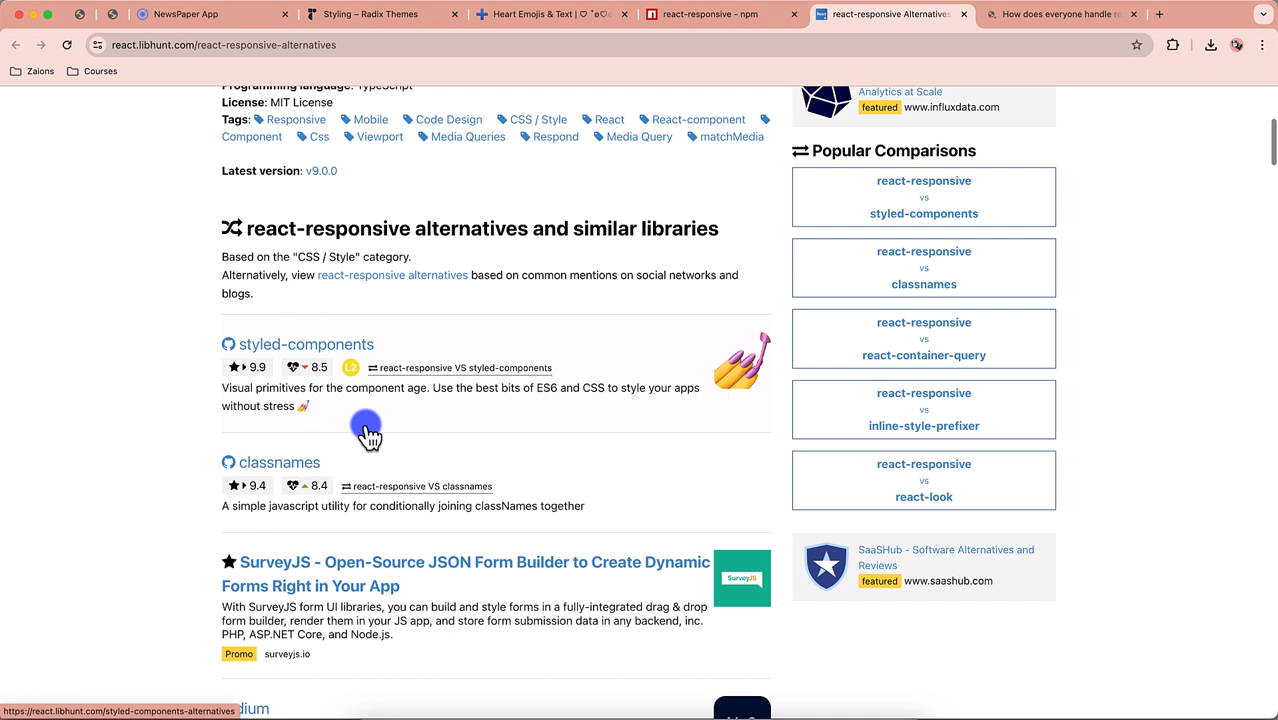 NewsPaper App
Styling – Radix Themes
Heart Emojis & Text | ♡
react-responsive - npm
react-responsive Alternatives
How does everyone handle re
react.libhunt.com/react-responsive-alternatives
Zaions
Courses
Programming language: TypeScript
License: MIT License
Tags: Responsive Mobile Code Design CSS / Style React React-component
Component Css Viewport Media Queries Respond Media Query matchMedia
Latest version: v9.0.0
react-responsive alternatives and similar libraries
Based on the "CSS / Style" category.
Alternatively, view react-responsive alternatives based on common mentions on social networks and
blogs.
styled-components
9.9 8.5 L2 react-responsive VS styled-components
Visual primitives for the component age. Use the best bits of ES6 and CSS to style your apps
without stress 💅
classnames
9.4 8.4 react-responsive VS classnames
A simple javascript utility for conditionally joining classNames together
SurveyJS - Open-Source JSON Form Builder to Create Dynamic
Forms Right in Your App
SurveyJS
With SurveyJS form UI libraries, you can build and style forms in a fully-integrated drag & drop
form builder, render them in your JS app, and store form submission data in any backend, inc.
PHP, ASP.NET Core, and Node.js.
Promo surveyjs.io
dium
https://react.libhunt.com/styled-components-alternatives
Analytics at Scale
featured www.influxdata.com
Popular Comparisons
react-responsive
vs
styled-components
react-responsive
vs
classnames
react-responsive
vs
react-container-query
react-responsive
vs
inline-style-prefixer
react-responsive
vs
react-look
SaaSHub - Software Alternatives and
Reviews
featured www.saashub.com